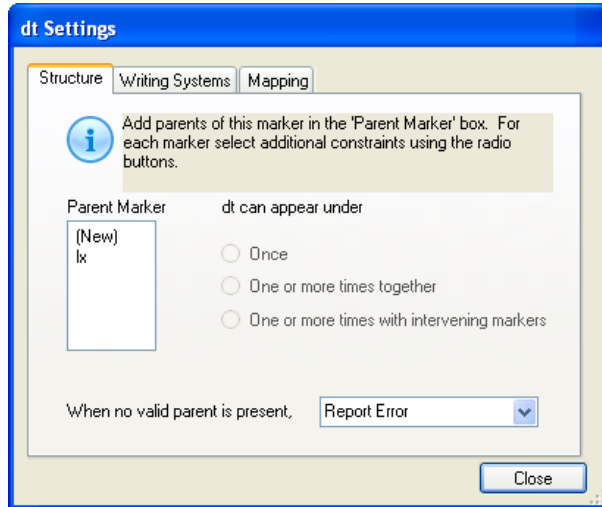 dt Settings
Structure
Writing Systems
Mapping
Add parents of this marker in the 'Parent Marker' box. For
each marker select additional constraints using the radio
buttons.
Parent Marker
dt can appear under
(New)
lx
Once
One or more times together
One or more times with intervening markers
When no valid parent is present,
Report Error
Close